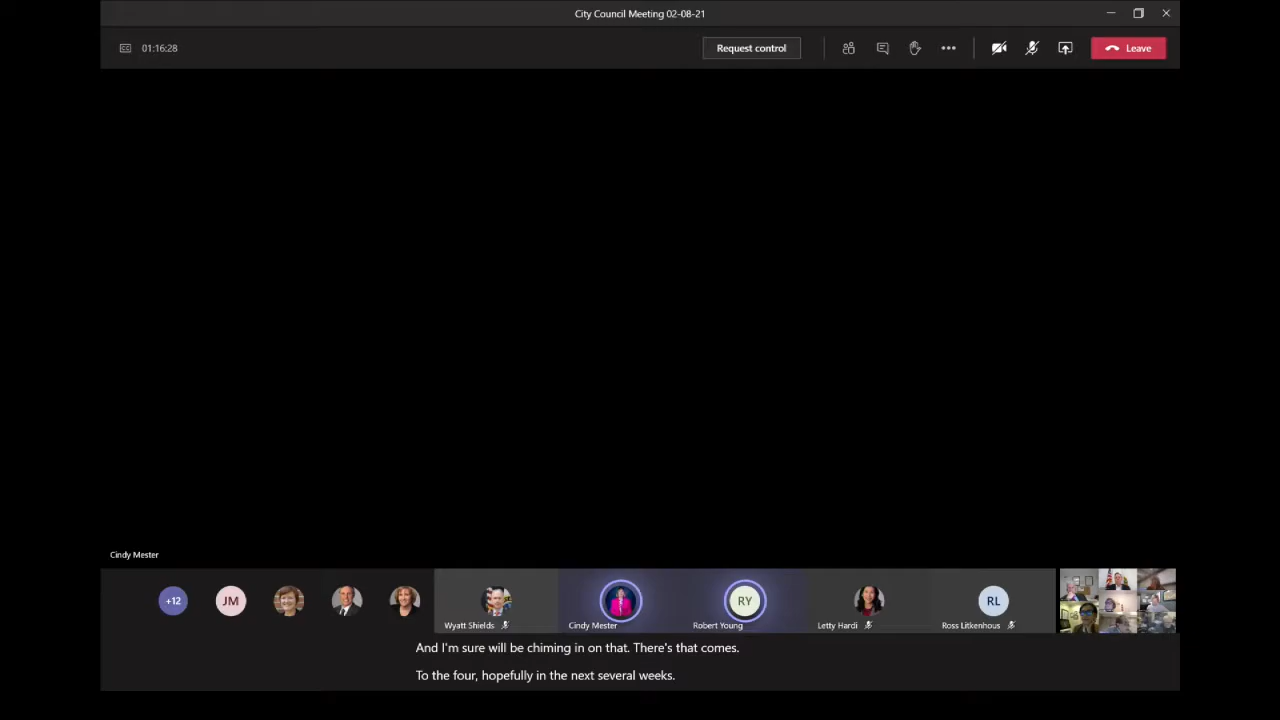 City Council Meeting 02-08-21
01:16:28
Request control
Leave
Cindy Mester
+12
JM
RY
RL
Wyatt Shields
Cindy Mester
Robert Young
Letty Hardi
Ross Litkenhous
And I'm sure will be chiming in on that. There's that comes.
To the four, hopefully in the next several weeks.